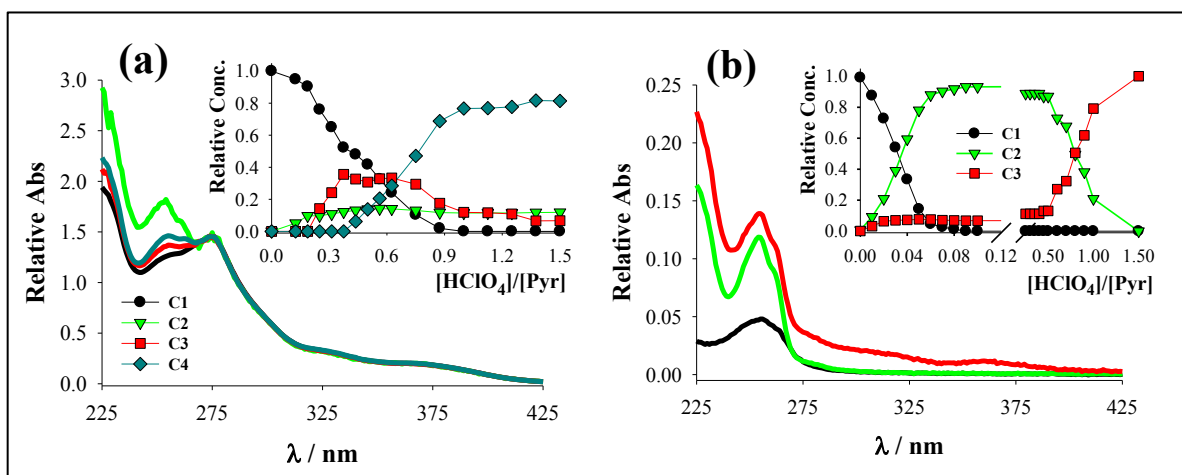 (a)
Relative Abs
3.0
2.5
2.0
1.5
1.0
0.5
0.0
225 275 325 375 425
λ / nm
C1
C2
C3
C4
Relative Conc.
1.0
0.8
0.6
0.4
0.2
0.0
0.0 0.3 0.6 0.9 1.2 1.5
[HClO4]/[Pyr]
(b)
Relative Abs
0.25
0.20
0.15
0.10
0.05
0.00
225 275 325 375 425
λ / nm
Relative Conc.
1.0
0.8
0.6
0.4
0.2
0.0
C1
C2
C3
0.00 0.04 0.08 0.12 0.50 1.00 1.50
[HClO4]/[Pyr]